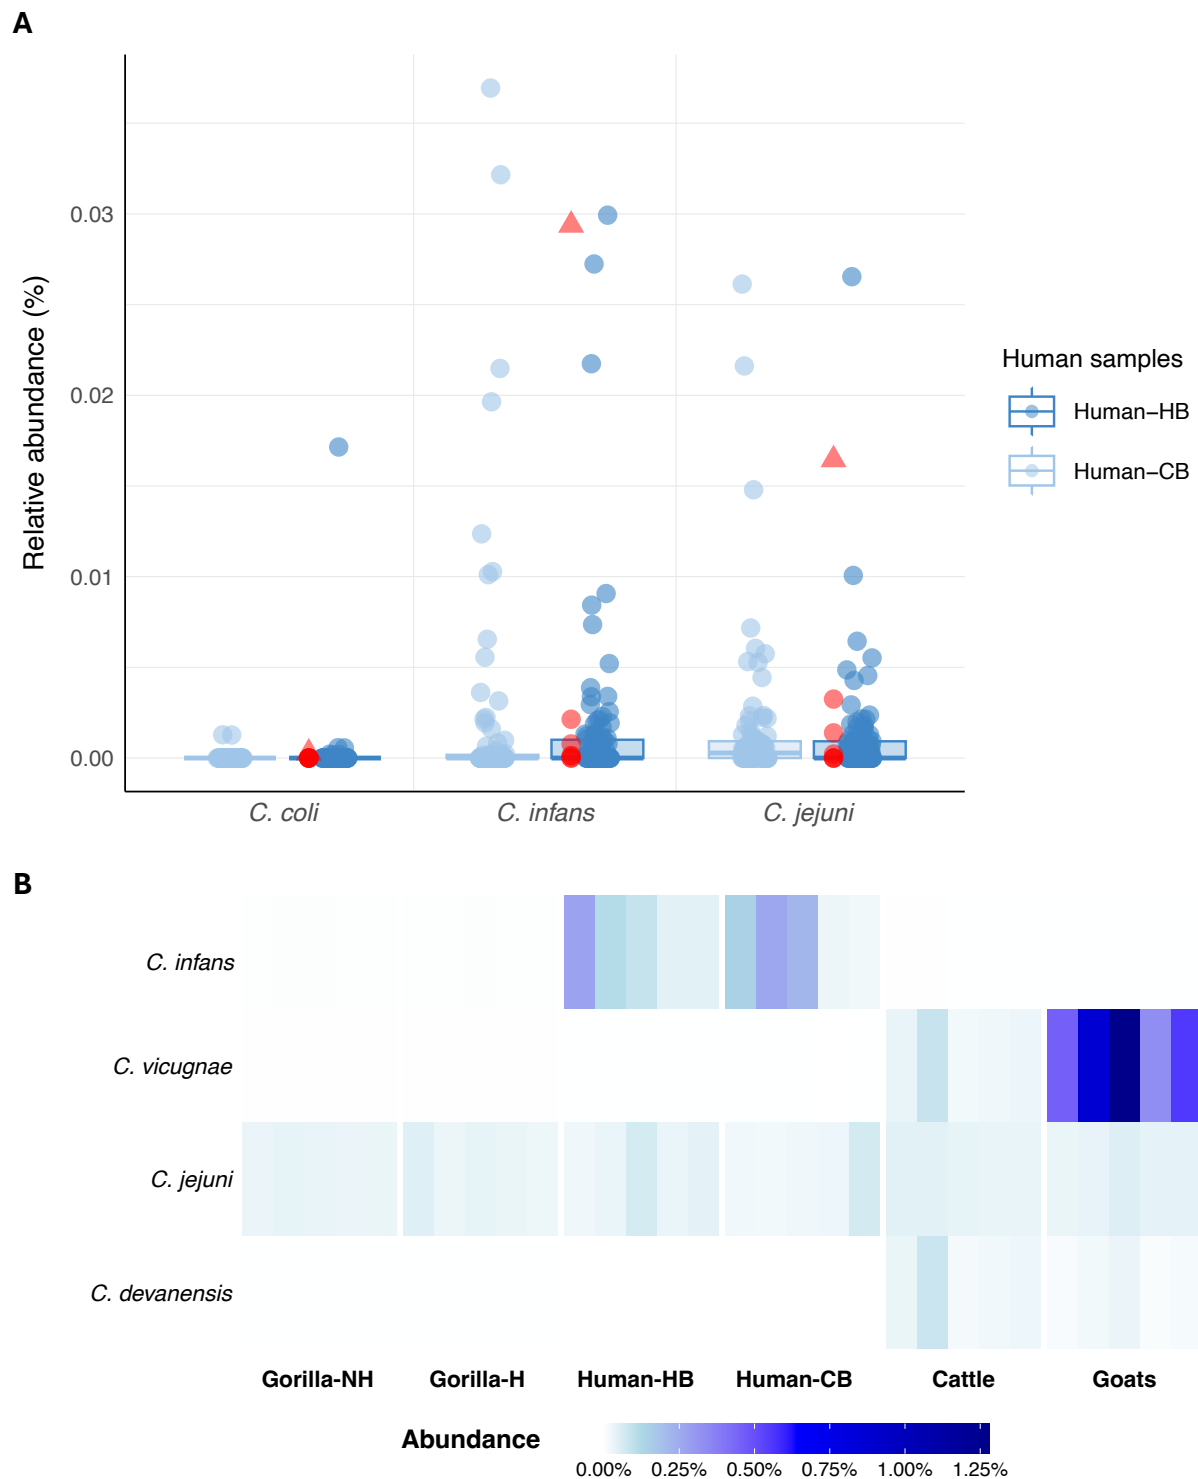 A
Relative abundance (%)
0.03
0.02
0.01
0.00
C. coli
C. infans
C. jejuni
Human samples
Human−HB
Human−CB
B
C. infans
C. vicugnae
C. jejuni
C. devanensis
Gorilla-NH Gorilla-H Human-HB Human-CB Cattle Goats
Abundance
0.00% 0.25% 0.50% 0.75% 1.00% 1.25%